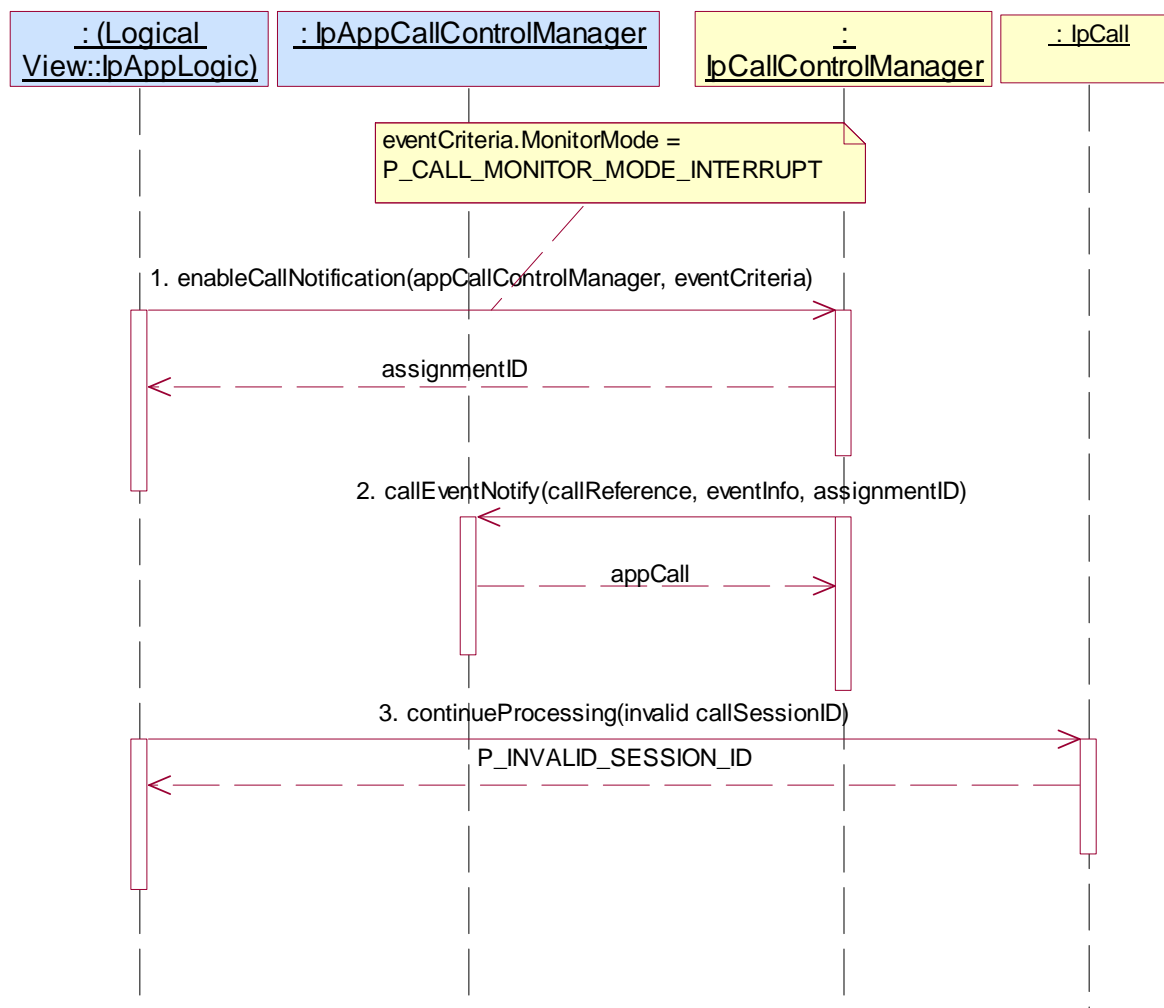 : (Logical
View::IpAppLogic)
: IpAppCallControlManager
:
IpCallControlManager
: IpCall
eventCriteria.MonitorMode =
P_CALL_MONITOR_MODE_INTERRUPT
1. enableCallNotification(appCallControlManager, eventCriteria)
assignmentID
2. callEventNotify(callReference, eventInfo, assignmentID)
appCall
3. continueProcessing(invalid callSessionID)
P_INVALID_SESSION_ID